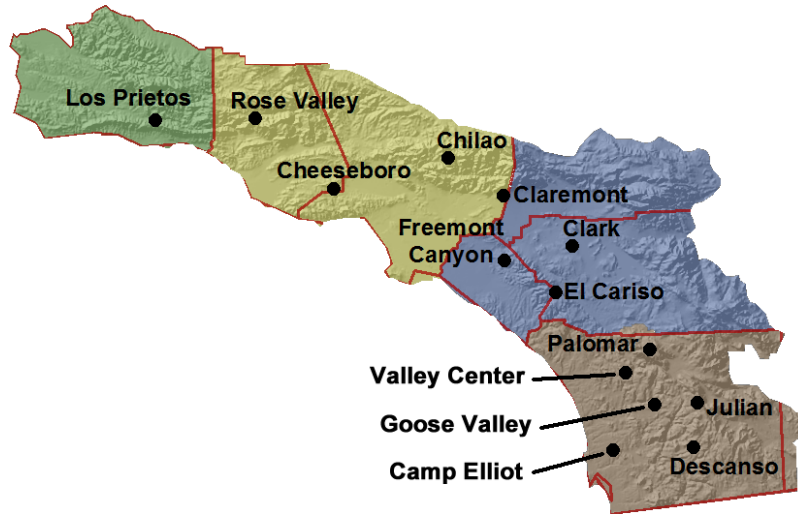 Los Prietos
Rose Valley
Chilao
Cheeseboro
Claremont
Freemont
Canyon
Clark
El Cariso
Palomar
Valley Center
Julian
Goose Valley
Camp Elliot
Descanso